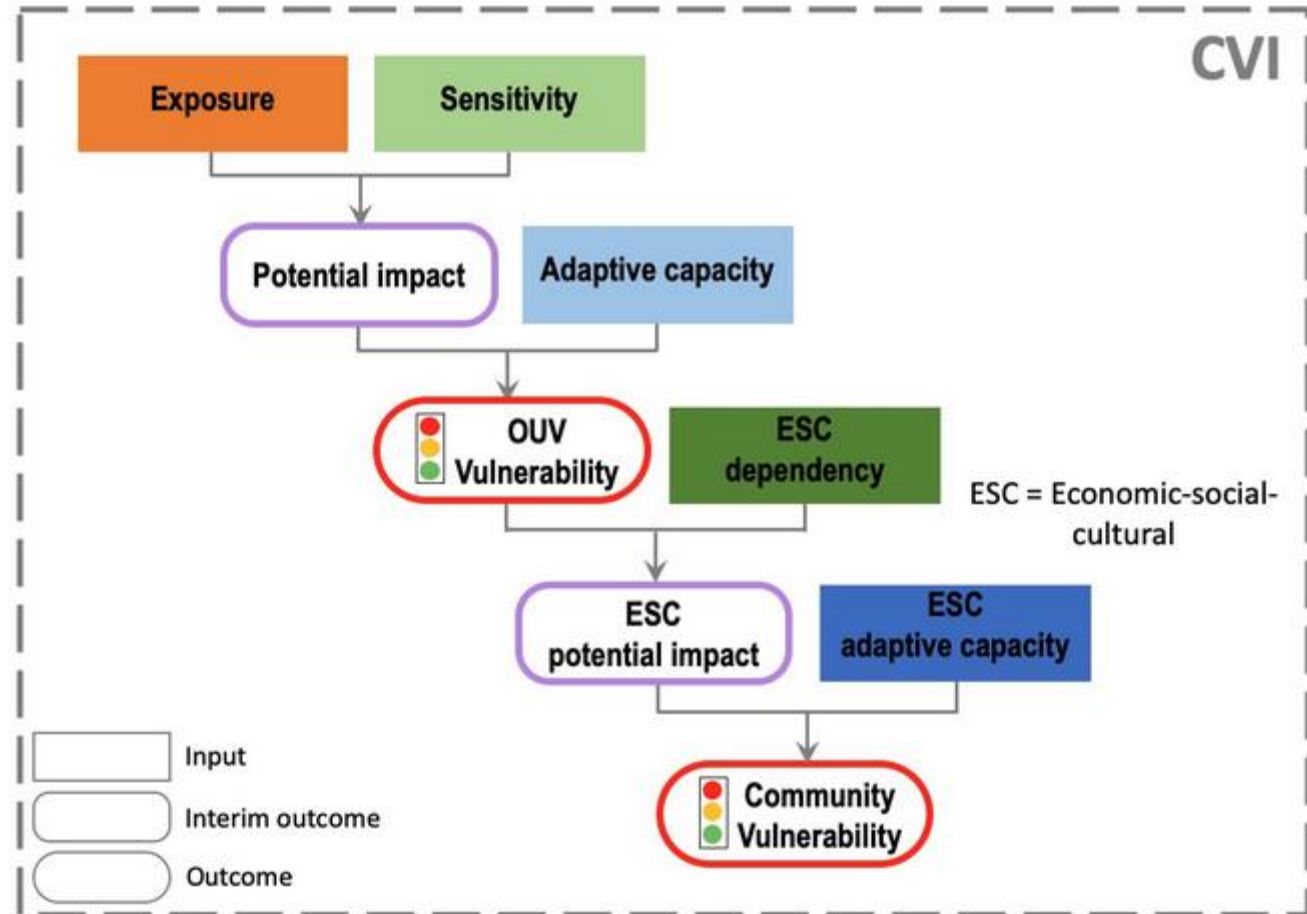 CVI
Exposure
Sensitivity
Potential impact
Adaptive capacity
OUV
Vulnerability
ESC
dependency
ESC = Economic-social-
cultural
ESC
potential impact
ESC
adaptive capacity
Community
Vulnerability
Input
Interim outcome
Outcome